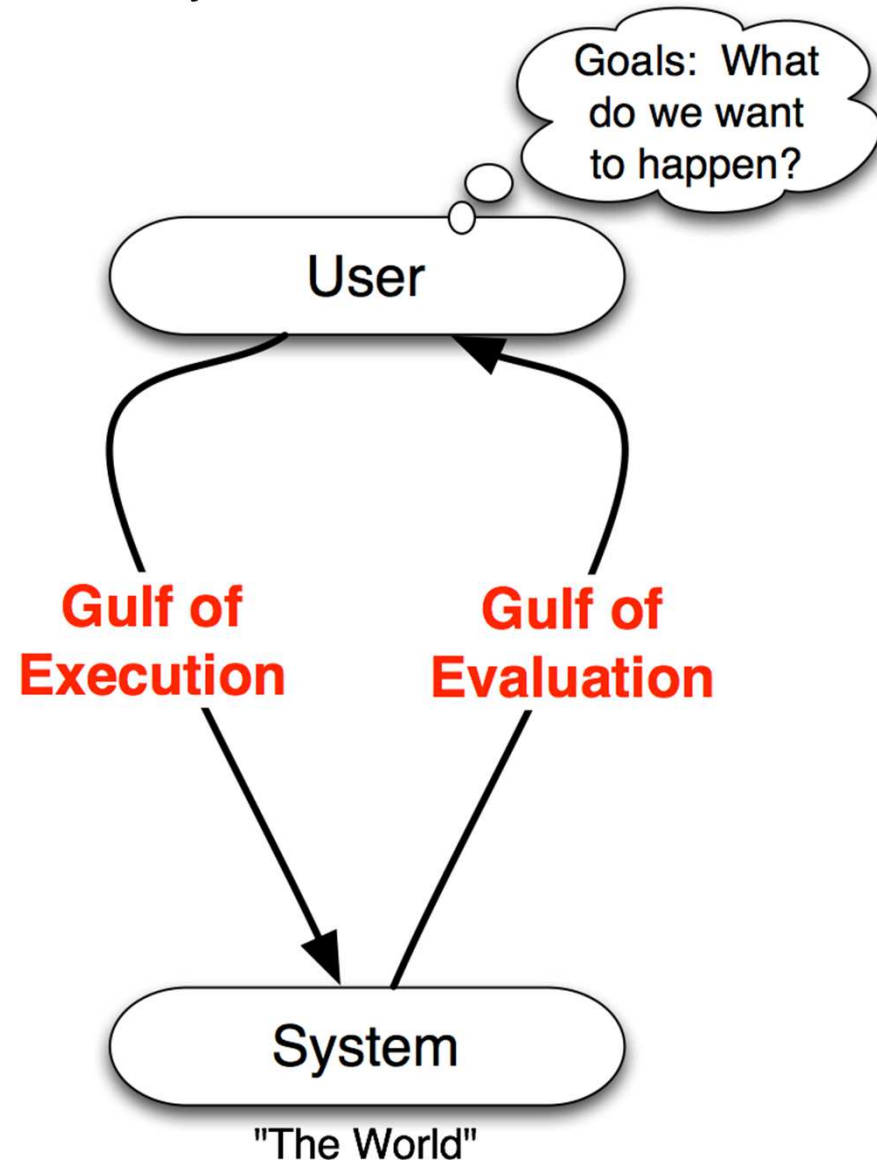 Goals: What
do we want
to happen?
User
Gulf of
Execution
Gulf of
Evaluation
System
"The World"